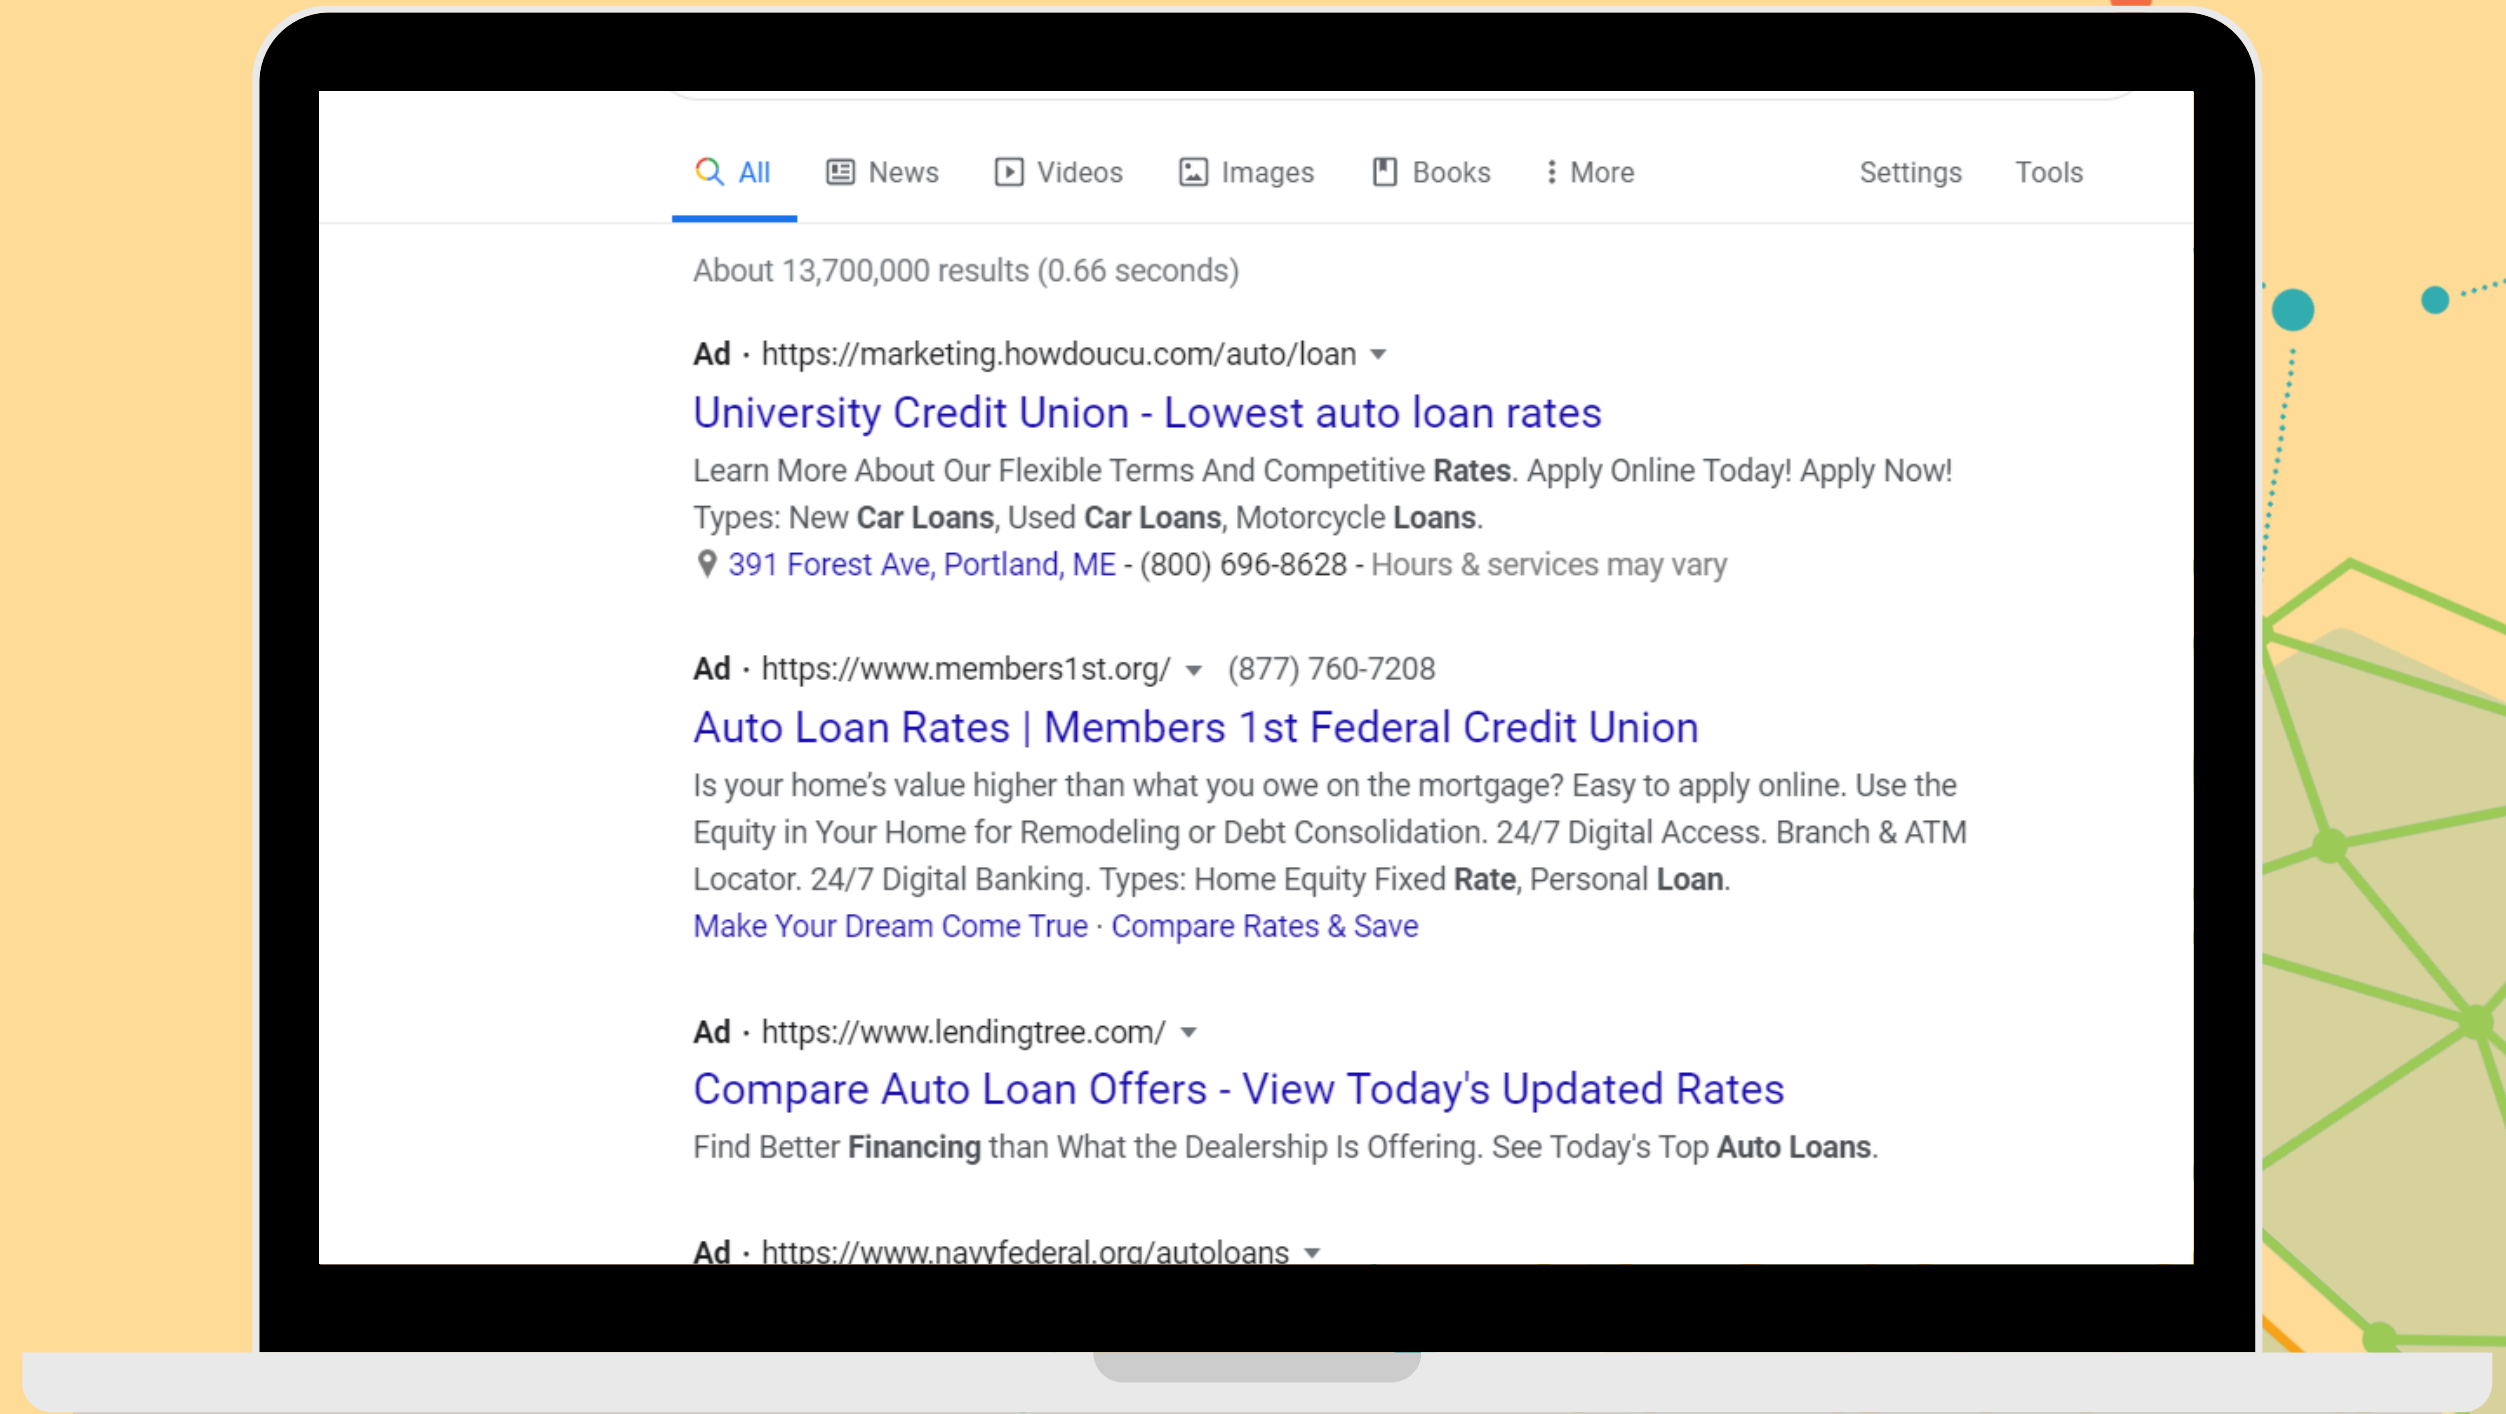 All News Videos Images Books More Settings Tools
About 13,700,000 results (0.66 seconds)
Ad · https://marketing.howdoucu.com/auto/loan
University Credit Union - Lowest auto loan rates
Learn More About Our Flexible Terms And Competitive Rates. Apply Online Today! Apply Now!
Types: New Car Loans, Used Car Loans, Motorcycle Loans.
391 Forest Ave, Portland, ME - (800) 696-8628 - Hours & services may vary
Ad · https://www.members1st.org/ (877) 760-7208
Auto Loan Rates | Members 1st Federal Credit Union
Is your home’s value higher than what you owe on the mortgage? Easy to apply online. Use the
Equity in Your Home for Remodeling or Debt Consolidation. 24/7 Digital Access. Branch & ATM
Locator. 24/7 Digital Banking. Types: Home Equity Fixed Rate, Personal Loan.
Make Your Dream Come True · Compare Rates & Save
Ad · https://www.lendingtree.com/
Compare Auto Loan Offers - View Today's Updated Rates
Find Better Financing than What the Dealership Is Offering. See Today's Top Auto Loans.
Ad · https://www.navyfederal.org/autoloans